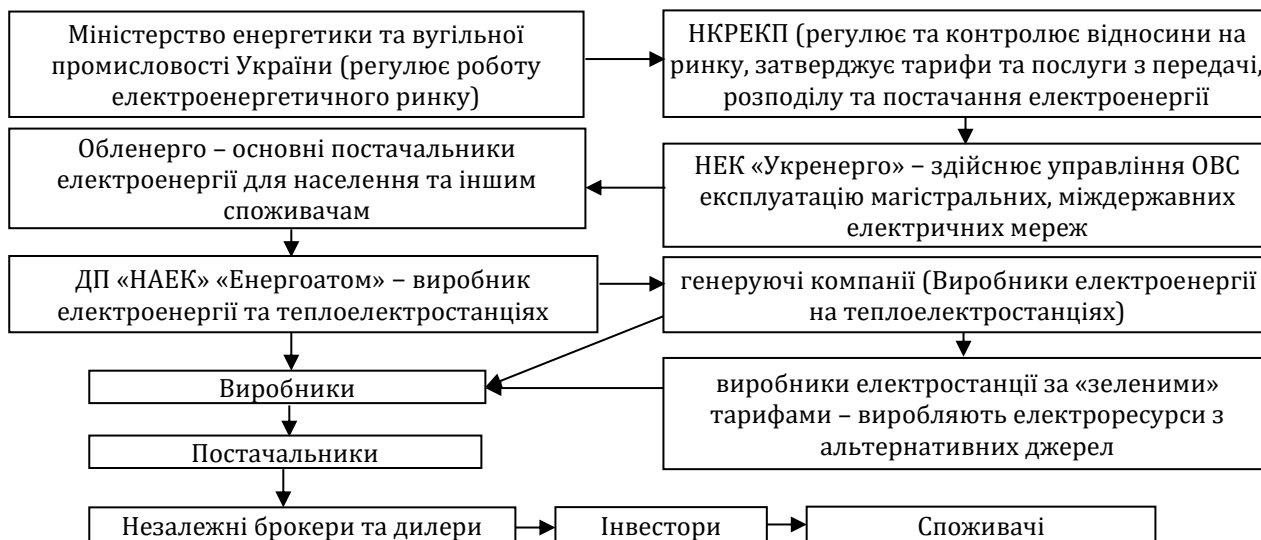 Міністерство енергетики та вугільної
промисловості України (регулює роботу
електроенергетичного ринку)
НКРЕКП (регулює та контролює відносини на
ринку, затверджує тарифи та послуги з передачі,
розподілу та постачання електроенергії
Обленерго – основні постачальники
електроенергії для населення та іншим
споживачам
НЕК «Укренерго» – здійснює управління ОВС
експлуатацію магістральних, міждержавних
електричних мереж
ДП «НАЕК» «Енергоатом» – виробник
електроенергії та теплоелектростанціях
генеруючі компанії (Виробники електроенергії
на теплоелектростанціях)
Виробники
виробники електростанції за «зеленими»
тарифами – виробляють електроресурси з
альтернативних джерел
Постачальники
Незалежні брокери та дилери
Інвестори
Споживачі